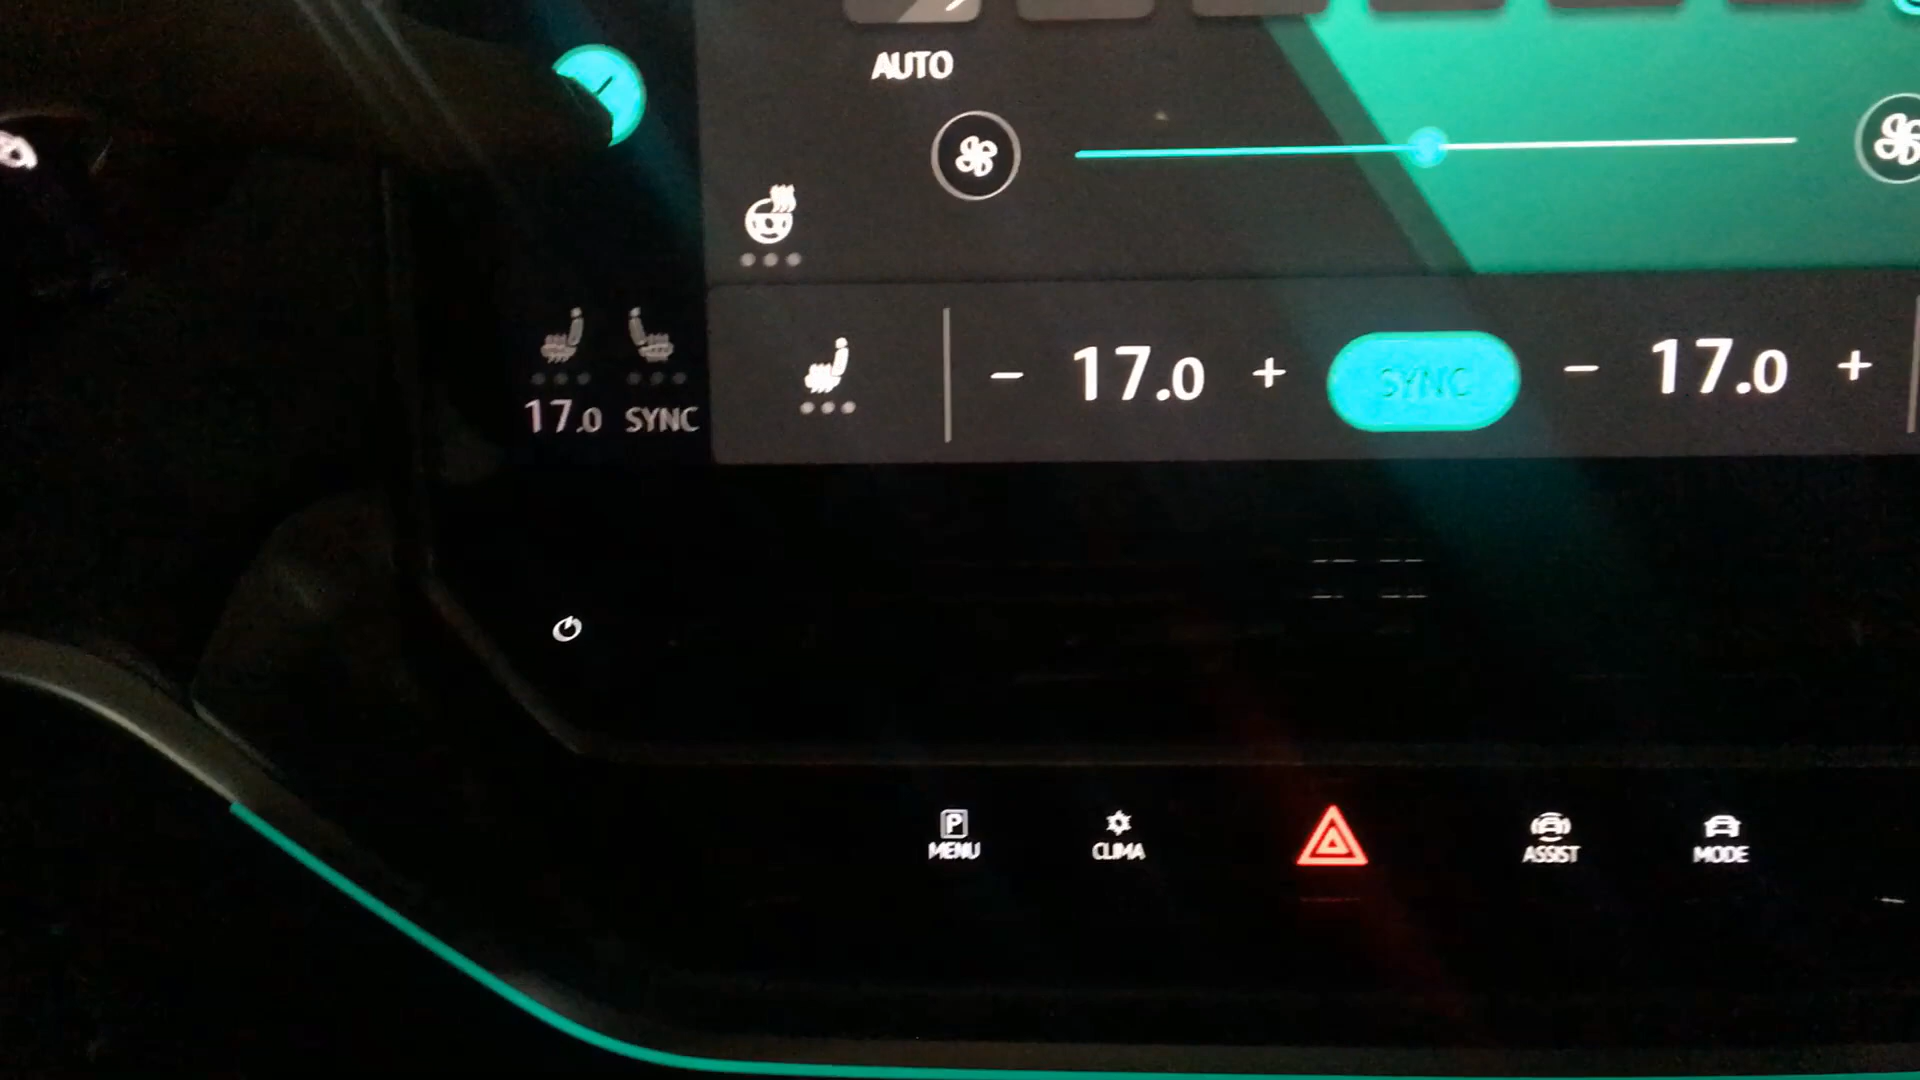 AUTO
17.0 SYNC
− 17.0 + SYNC − 17.0 +
P
MENU
CLIMA
ASSIST
MODE